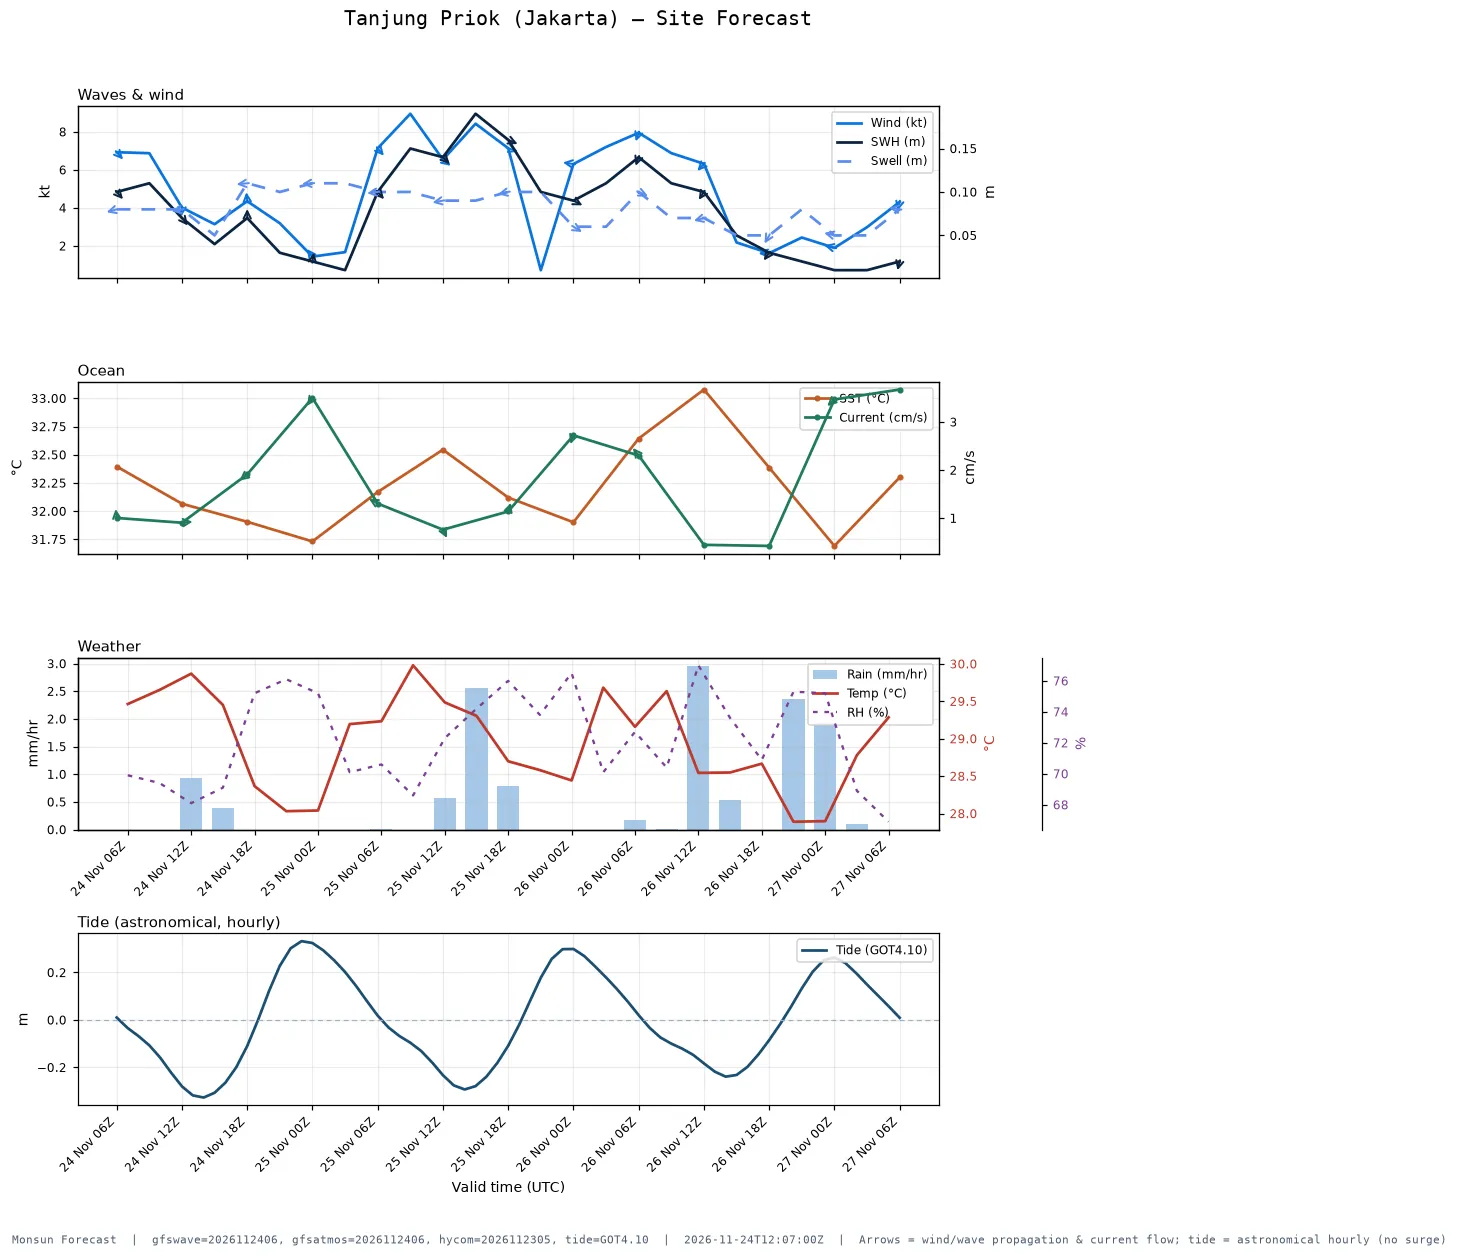 Tanjung Priok (Jakarta) — Site Forecast
Waves & wind
Wind (kt)
SWH (m)
Swell (m)
8
6
4
2
kt
0.15
0.10
0.05
m
Ocean
SST (°C)
Current (cm/s)
33.00
32.75
32.50
32.25
32.00
31.75
°C
3
2
1
cm/s
Weather
Rain (mm/hr)
Temp (°C)
RH (%)
3.0
2.5
2.0
1.5
1.0
0.5
0.0
mm/hr
30.0
29.5
29.0
28.5
28.0
°C
76
74
72
70
68
%
24 Nov 06Z
24 Nov 12Z
24 Nov 18Z
25 Nov 00Z
25 Nov 06Z
25 Nov 12Z
25 Nov 18Z
26 Nov 00Z
26 Nov 06Z
26 Nov 12Z
26 Nov 18Z
27 Nov 00Z
27 Nov 06Z
Tide (astronomical, hourly)
Tide (GOT4.10)
0.2
0.0
−0.2
m
24 Nov 06Z
24 Nov 12Z
24 Nov 18Z
25 Nov 00Z
25 Nov 06Z
25 Nov 12Z
25 Nov 18Z
26 Nov 00Z
26 Nov 06Z
26 Nov 12Z
26 Nov 18Z
27 Nov 00Z
27 Nov 06Z
Valid time (UTC)
Monsun Forecast | gfswave=2026112406, gfsatmos=2026112406, hycom=2026112305, tide=GOT4.10 | 2026-11-24T12:07:00Z | Arrows = wind/wave propagation & current flow; tide = astronomical hourly (no surge)